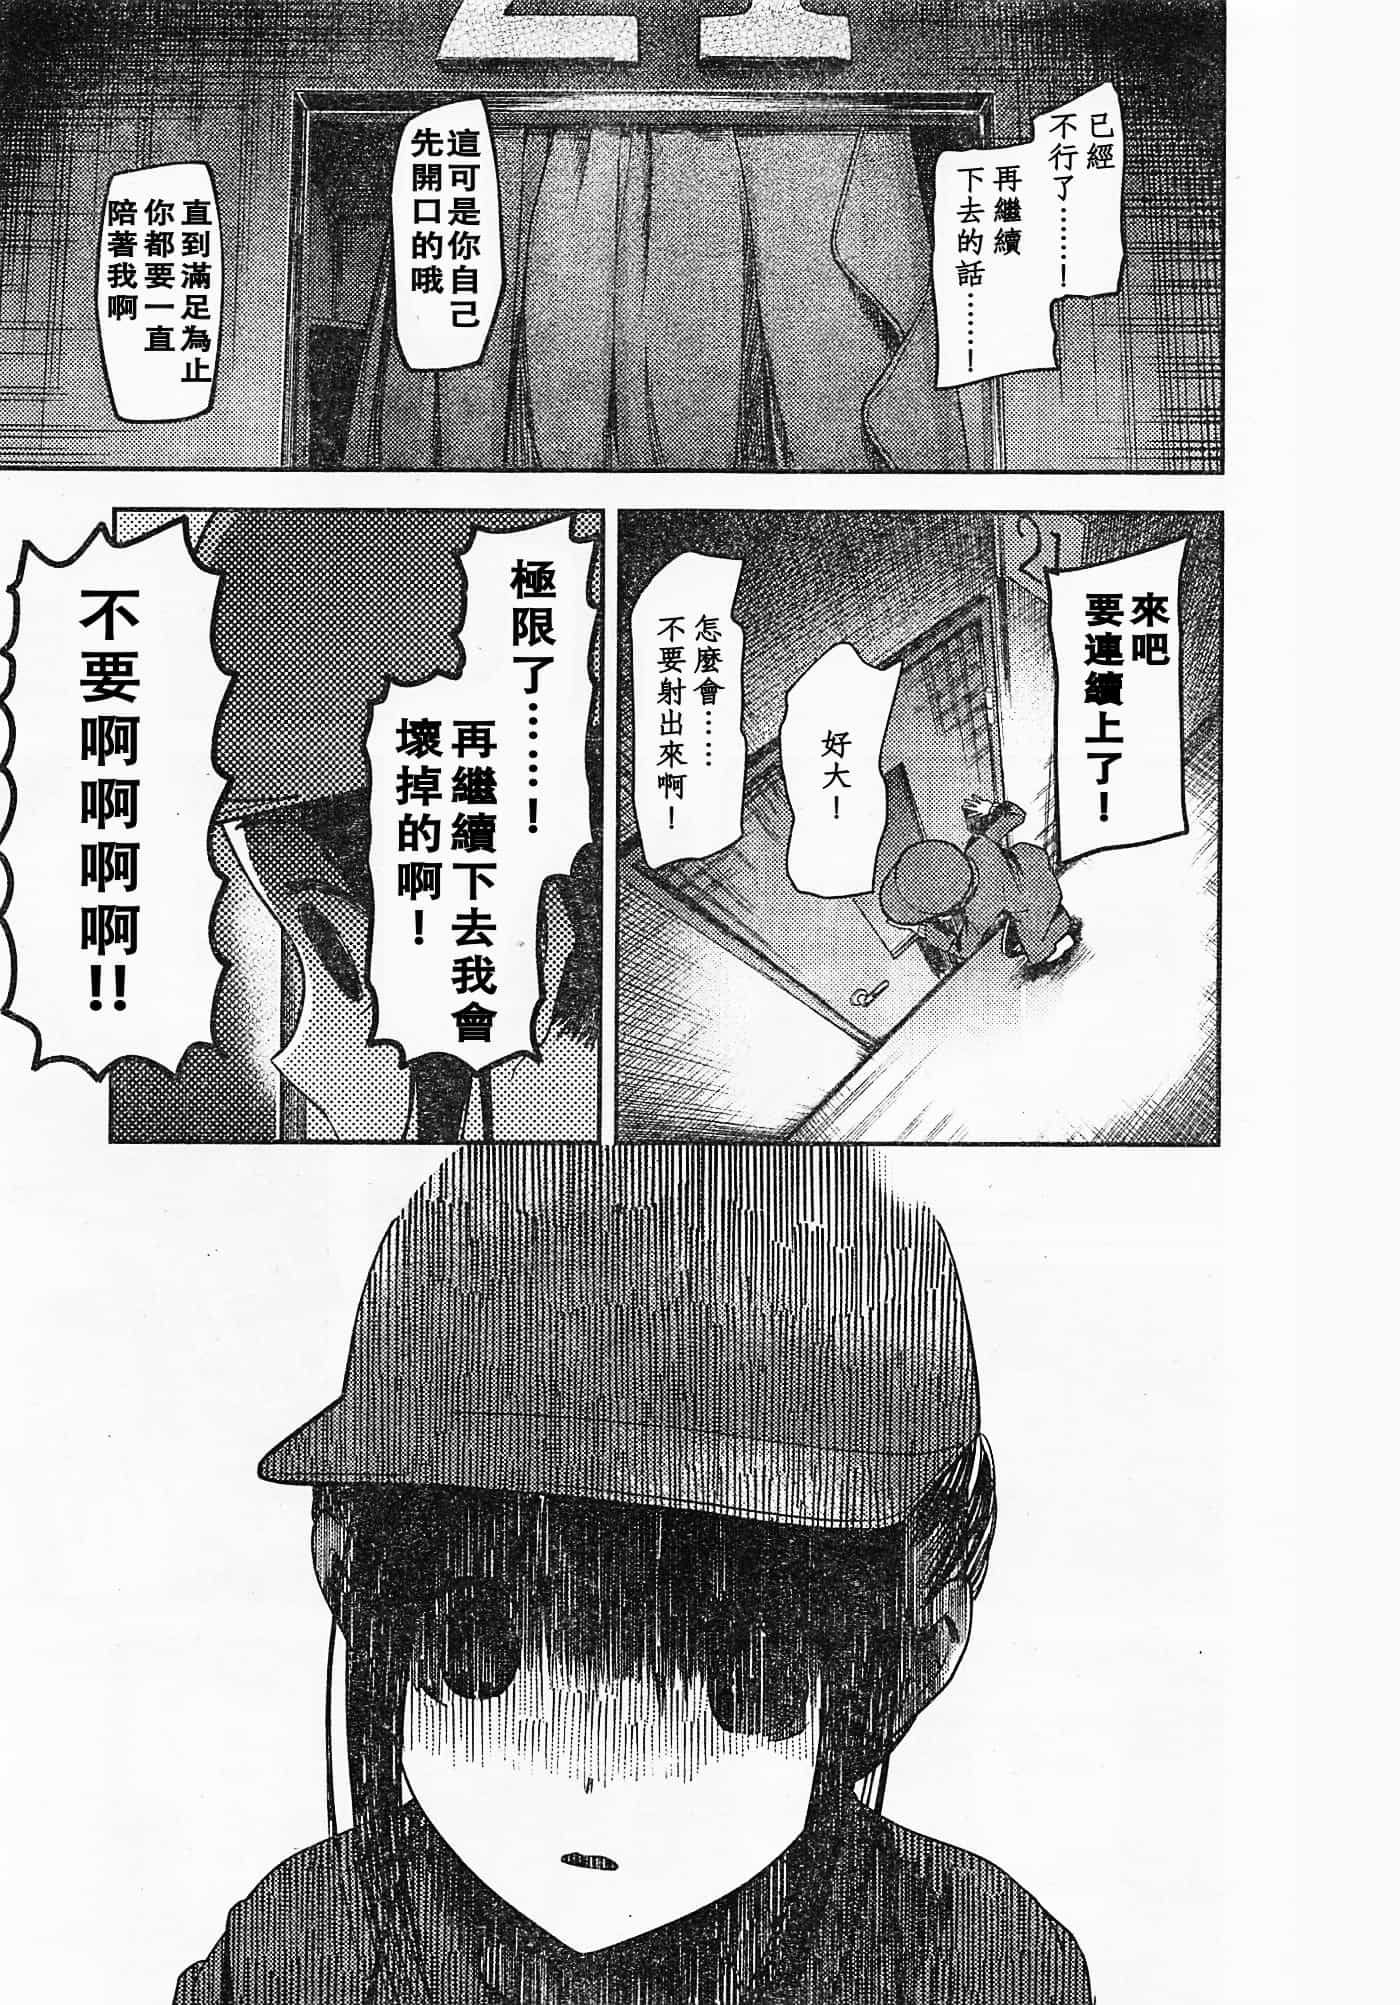 21
已經
不行了……！
再繼續
下去的話……！
這可是你自己
先開口的哦
直到滿足為止
你都要一直
陪著我啊
21
來吧
要連續上了！
好大！
怎麼會……
不要射出來啊！
極限了……！
再繼續下去我會
壞掉的啊！
不要啊啊啊啊!!